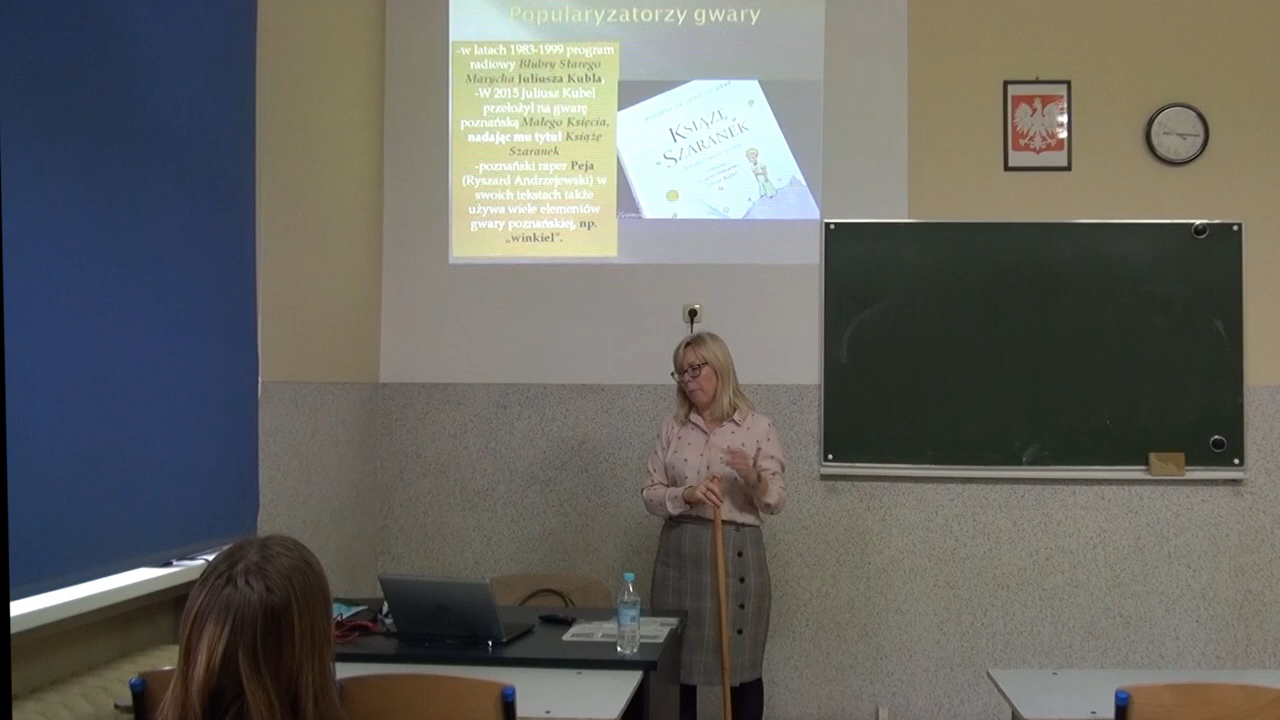 Popularyzatorzy gwary
-w latach 1983-1999 program
radiowy Blubry Starego
Marycha Juliusza Kubla,
-W 2015 Juliusz Kubel
przełożył na gwarę
poznańską Małego Księcia,
nadając mu tytuł Książę
Szaranek
-poznański raper Peja
(Ryszard Andrzejewski) w
swoich tekstach także
używa wiele elementów
gwary poznańskiej, np.
„winkiel”.
KSIĄŻĘ
SZARANEK